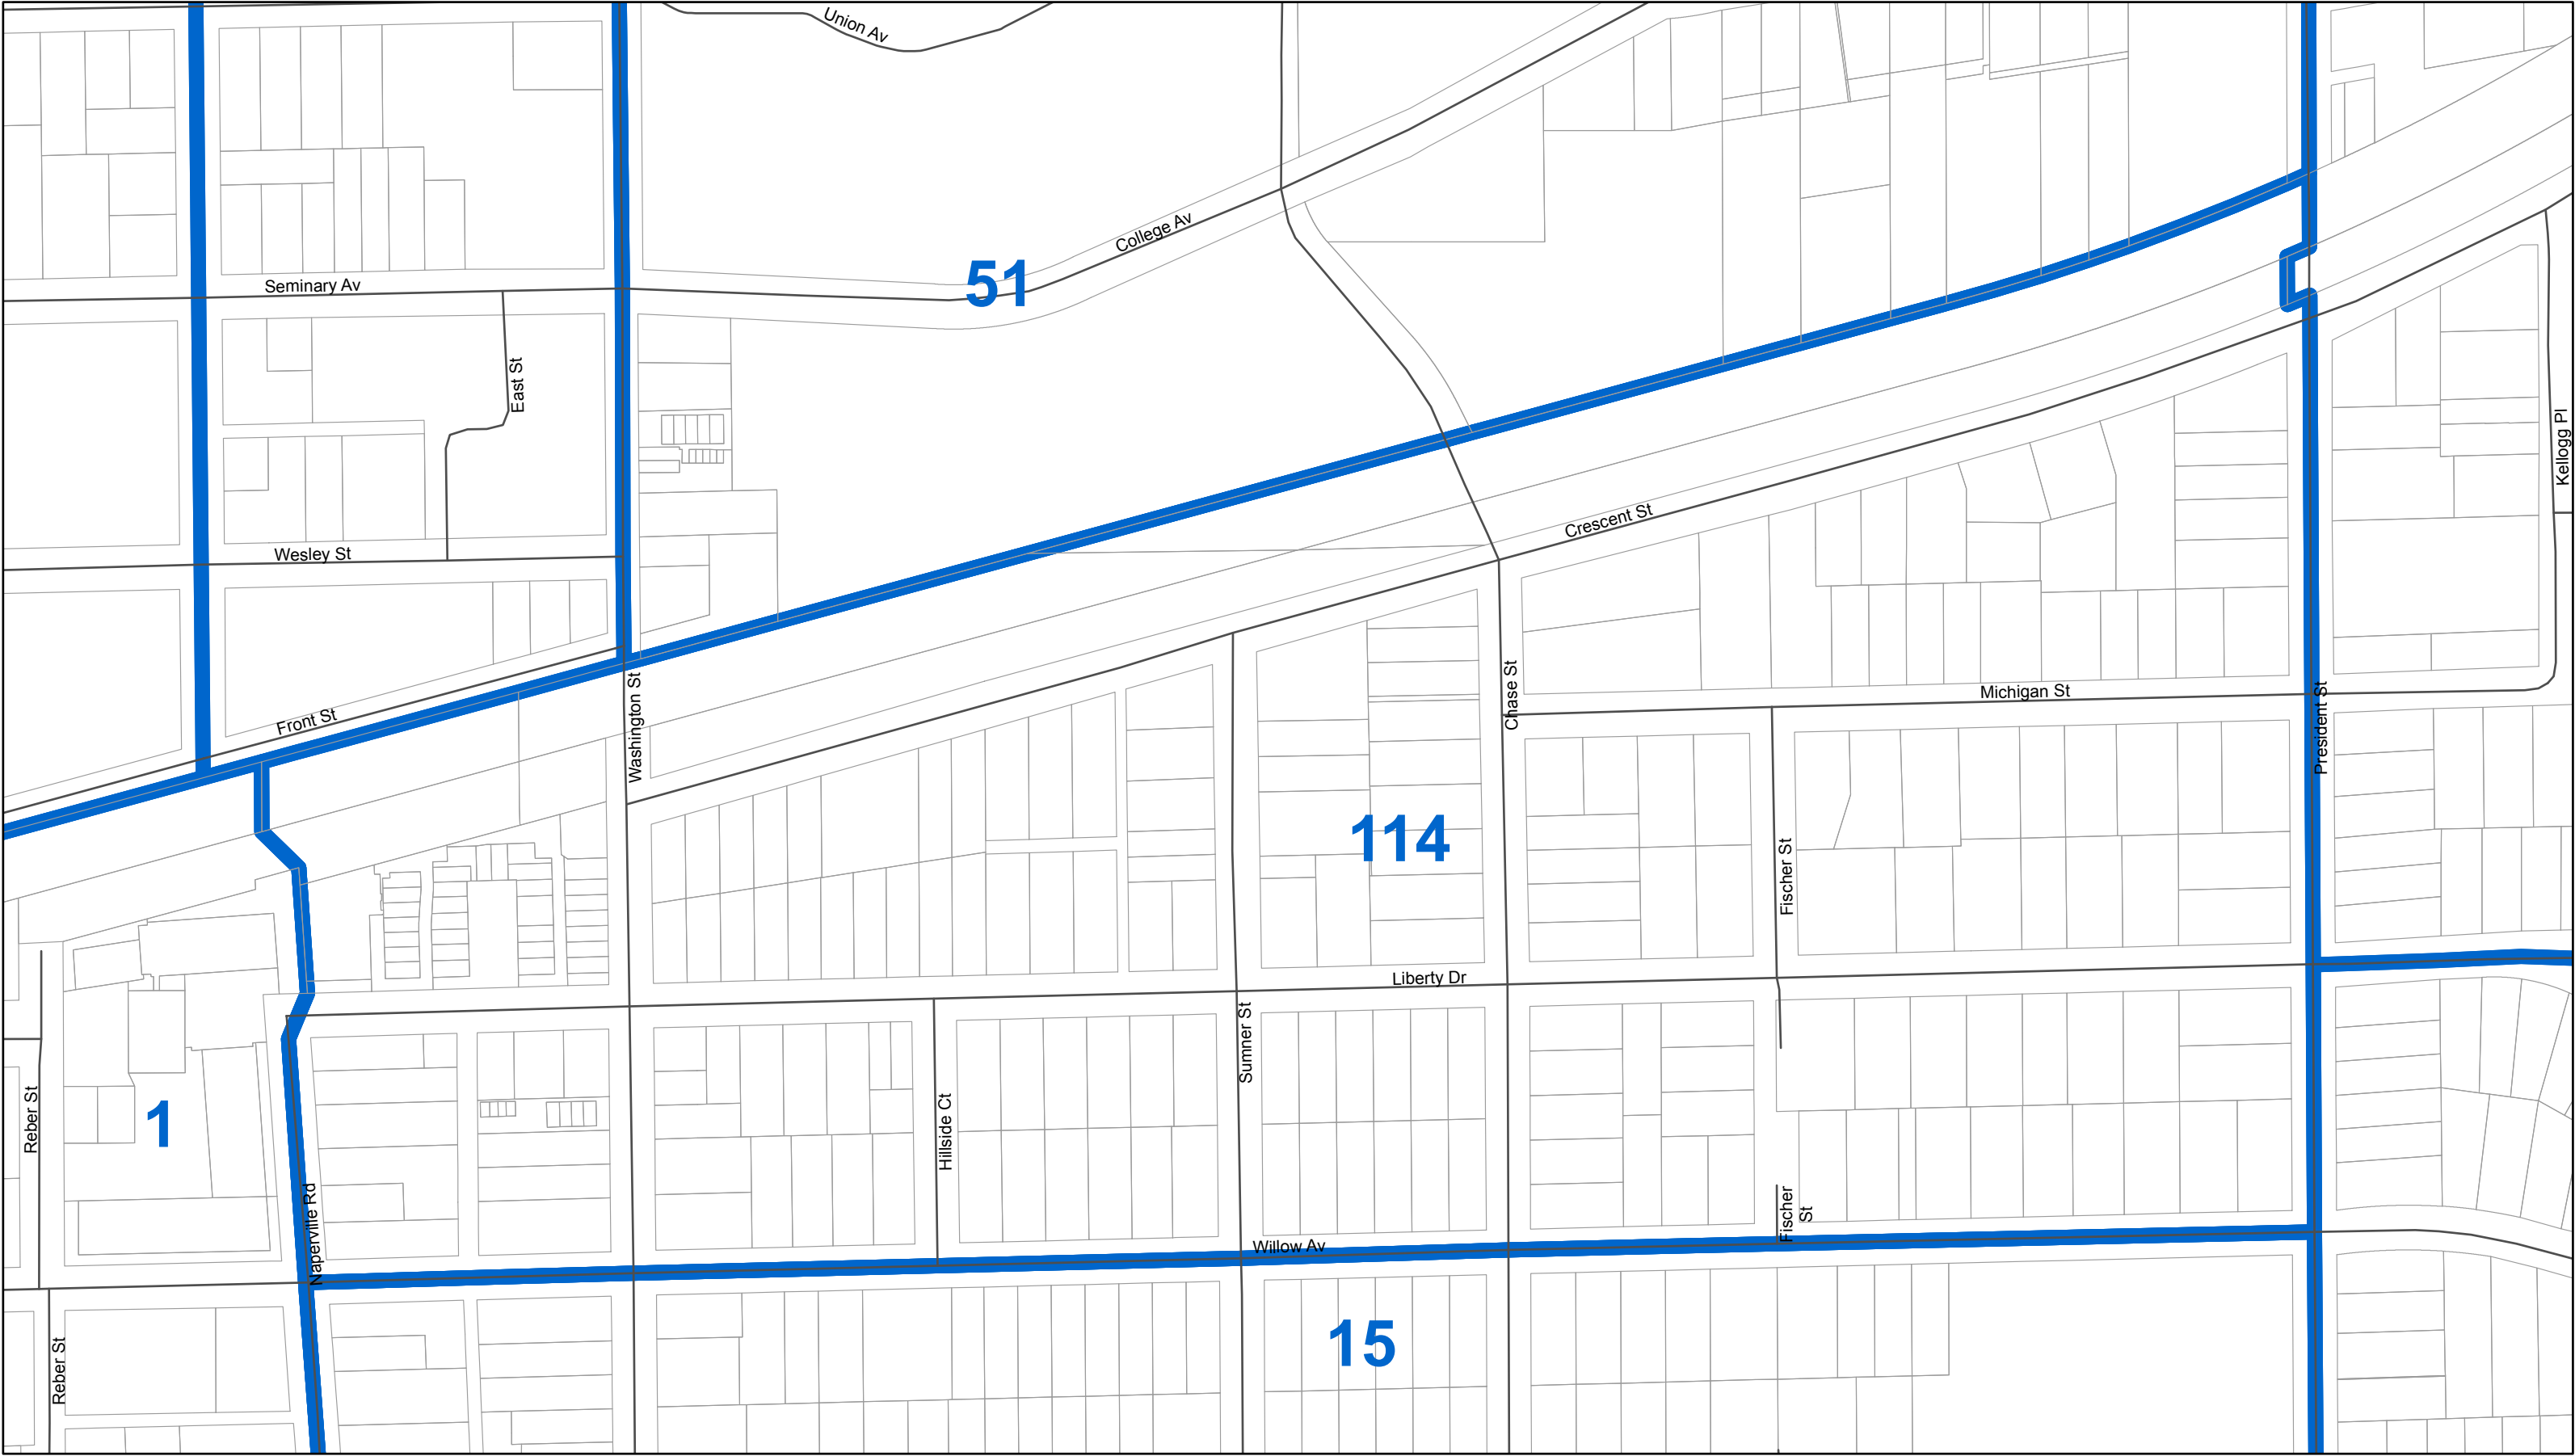 Union Av
College Av
51
Seminary Av
East St
Kellogg Pl
Crescent St
Wesley St
Front St
Washington St
Chase St
Michigan St
President St
114
Fischer St
Liberty Dr
Sumner St
Reber St
1
Hillside Ct
Naperville Rd
Fischer
St
Willow Av
15
Reber St